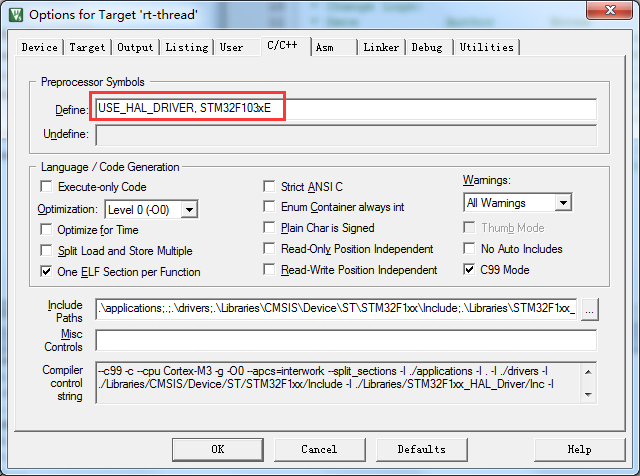 Options for Target 'rt-thread'
Device Target Output Listing User C/C++ Asm Linker Debug Utilities
Preprocessor Symbols
Define: USE_HAL_DRIVER, STM32F103xE
Undefine:
Language / Code Generation
Execute-only Code
Strict ANSI C
Warnings:
Optimization: Level 0 (-O0)
Enum Container always int
All Warnings
Optimize for Time
Plain Char is Signed
Thumb Mode
Split Load and Store Multiple
Read-Only Position Independent
No Auto Includes
One ELF Section per Function
Read-Write Position Independent
C99 Mode
Include Paths
.\applications;.;.\drivers;.\Libraries\CMSIS\Device\ST\STM32F1xx\Include;.\Libraries\STM32F1xx_
...
Misc Controls
Compiler control string
--c99 -c --cpu Cortex-M3 -g -O0 --apcs=interwork --split_sections -I ./applications -I . -I ./drivers -I
./Libraries/CMSIS/Device/ST/STM32F1xx/Include -I ./Libraries/STM32F1xx_HAL_Driver/Inc -I
OK Cancel Defaults Help